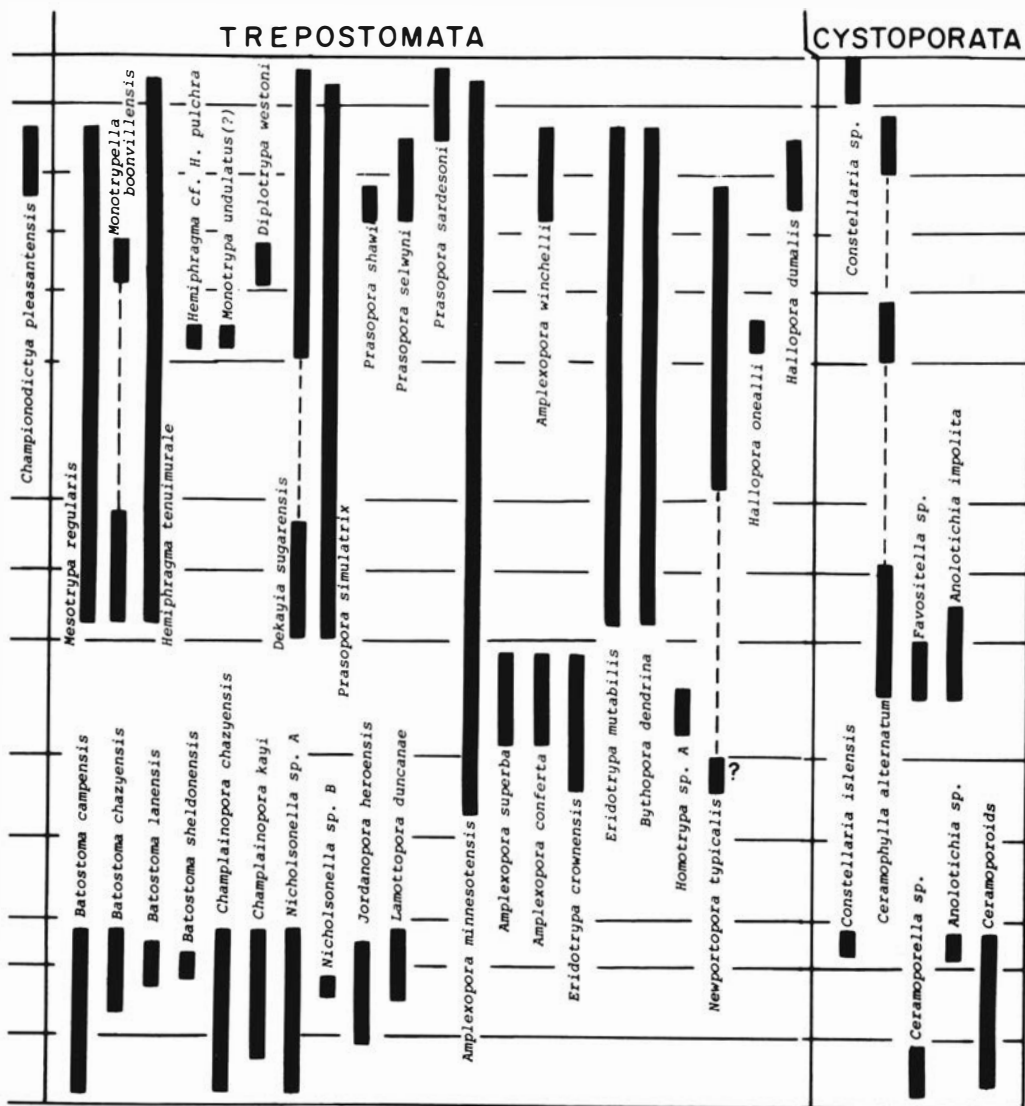 TREPOSTOMATA
CYSTOPORATA
Championodictya pleasantensis
Mesotrypa regularis
Monotrypella
boonvillensis
Hemiphragma tenuimurale
Hemiphragma cf. H. pulchra
Monotrypa undulatus(?)
Diplotrypa westoni
Dekayia sugarensis
Prasopora simulatrix
Prasopora shawi
Prasopora selwyni
Prasopora sardesoni
Amplexopora minnesotensis
Amplexopora winchelli
Eridotrypa mutabilis
Bythopora dendrina
Newportopora typicalis
?
Hallopora onealli
Hallopora dumalis
Constellaria sp.
Ceramophylla alternatum
Favositella sp.
Anolotichia impolita
Batostoma campensis
Batostoma chazyensis
Batostoma lanensis
Batostoma sheldonensis
Champlainopora chazyensis
Champlainopora kayi
Nicholsonella sp. A
Nicholsonella sp. B
Jordanopora heroensis
Lamottopora duncanae
Amplexopora superba
Amplexopora conferta
Eridotrypa crownensis
Homotrypa sp. A
Constellaria islensis
Ceramoporella sp.
Anolotichia sp.
Ceramoporoids